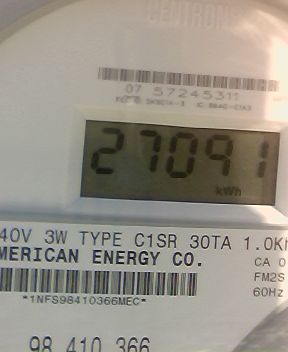 CENTRON
07 57245311
27091
kWh
40V 3W TYPE C1SR 30TA 1.0Kh
MERICAN ENERGY CO.
CA 0
FM2S
60Hz
*1NFS98410366MEC*
98 410 366